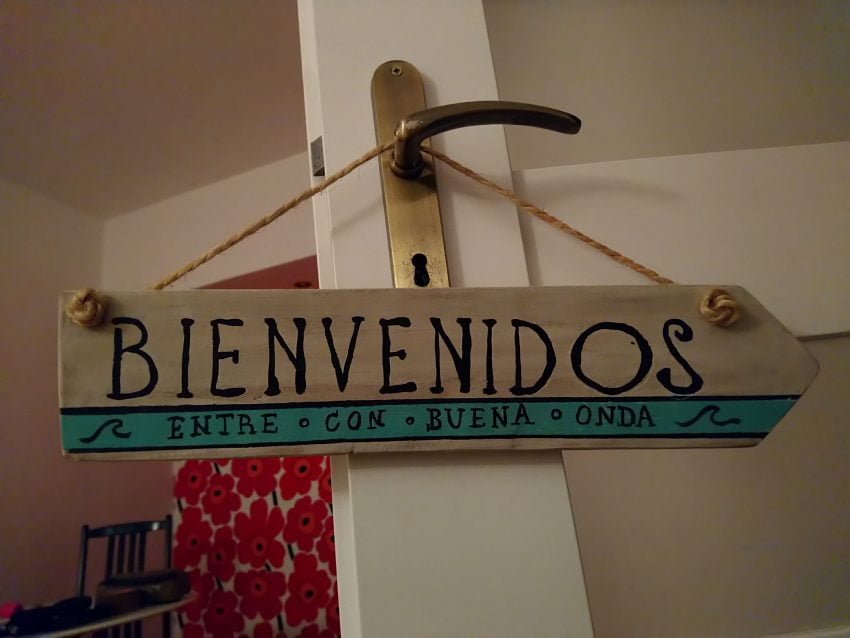 BIENVENIDOS
ENTRE ∘ CON ∘ BUENA ∘ ONDA